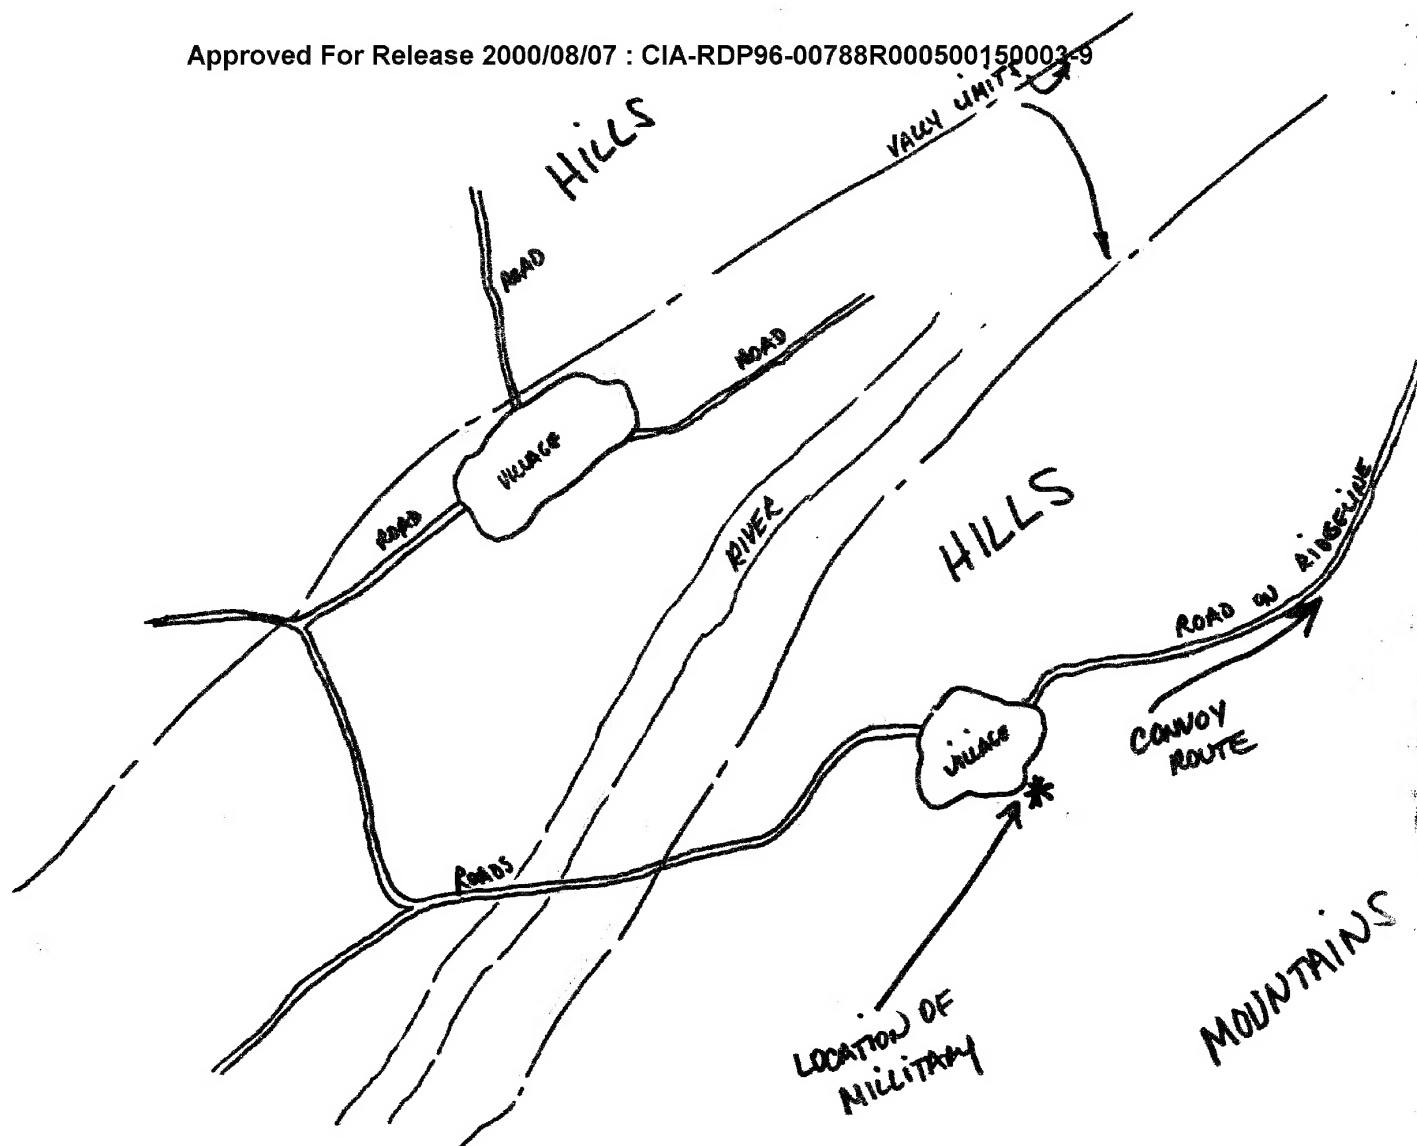 Approved For Release 2000/08/07 : CIA-RDP96-00788R000500150003-9
VALLY LIMITS
HILLS
ROAD
ROAD
VILLAGE
ROAD
RIVER
HILLS
ROAD ON RIDGELINE
VILLAGE
CONVOY
ROUTE
ROADS
*
LOCATION OF
MILLITARY
MOUNTAINS